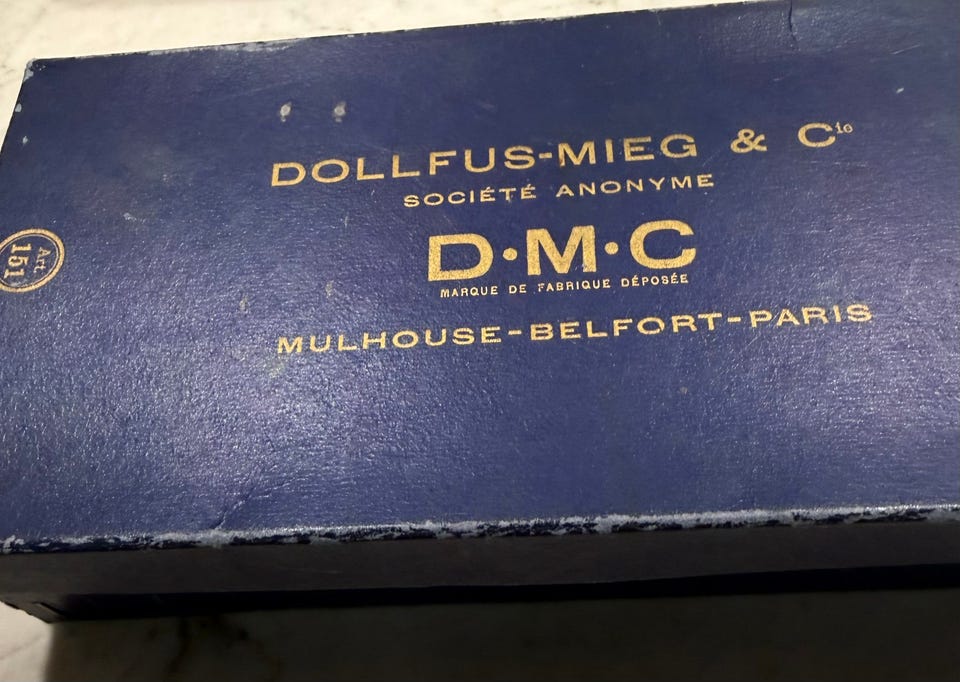 DOLLFUS-MIEG & Cie
SOCIÉTÉ ANONYME
D·M·C
MARQUE DE FABRIQUE DÉPOSÉE
MULHOUSE-BELFORT-PARIS
Art.
151